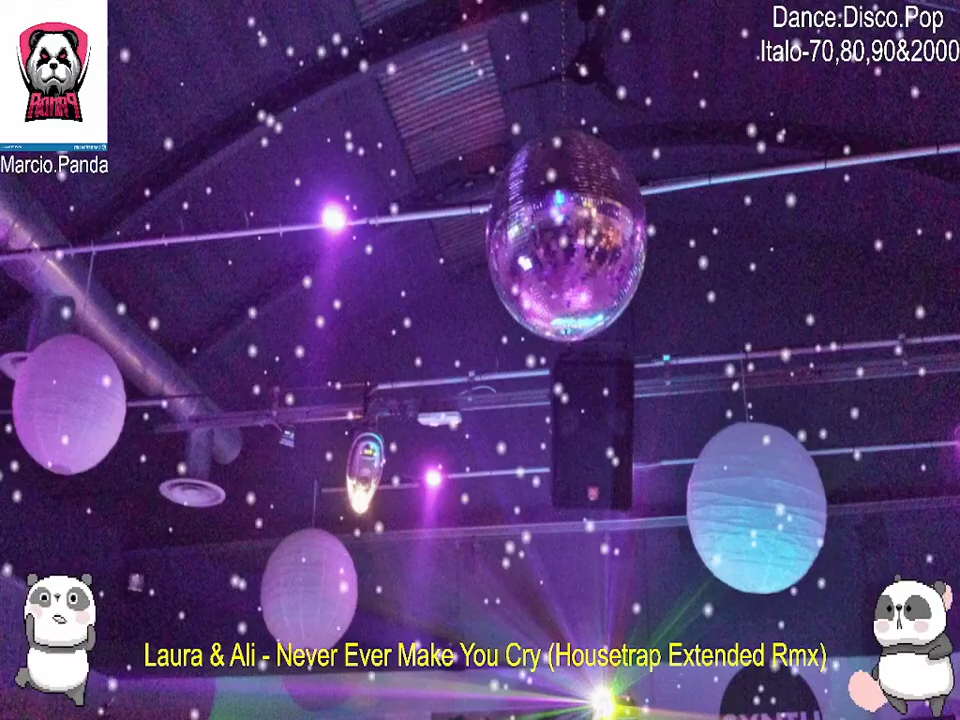 Dance.Disco.Pop
Italo-70,80,90&2000
Marcio.Panda
Laura & Ali - Never Ever Make You Cry (Housetrap Extended Rmx)